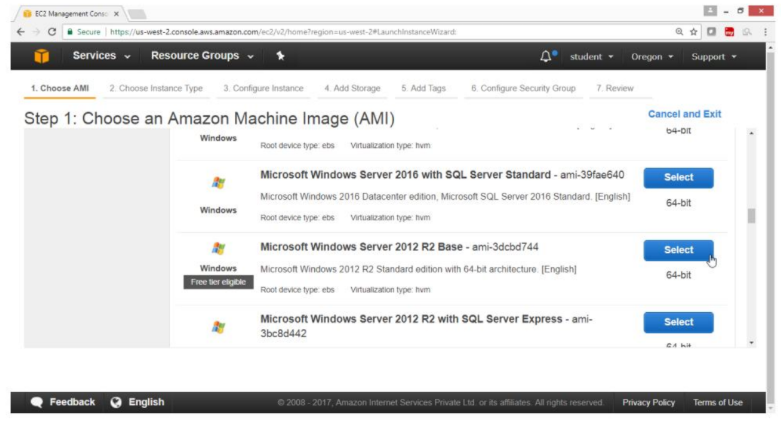 EC2 Management Consc
Secure | https://us-west-2.console.aws.amazon.com/ec2/v2/home?region=us-west-2#LaunchInstanceWizard:
Services Resource Groups student Oregon Support
1. Choose AMI 2. Choose Instance Type 3. Configure Instance 4. Add Storage 5. Add Tags 6. Configure Security Group 7. Review
Step 1: Choose an Amazon Machine Image (AMI) Cancel and Exit
Windows 64-bit
Root device type: ebs Virtualization type: hvm
Microsoft Windows Server 2016 with SQL Server Standard - ami-39fae640 Select
Microsoft Windows 2016 Datacenter edition, Microsoft SQL Server 2016 Standard. [English] 64-bit
Windows
Root device type: ebs Virtualization type: hvm
Microsoft Windows Server 2012 R2 Base - ami-3dcbd744 Select
Windows Microsoft Windows 2012 R2 Standard edition with 64-bit architecture. [English] 64-bit
Free tier eligible
Root device type: ebs Virtualization type: hvm
Microsoft Windows Server 2012 R2 with SQL Server Express - ami- Select
3bc8d442 64-bit
Feedback English © 2008 - 2017, Amazon Internet Services Private Ltd. or its affiliates. All rights reserved. Privacy Policy Terms of Use